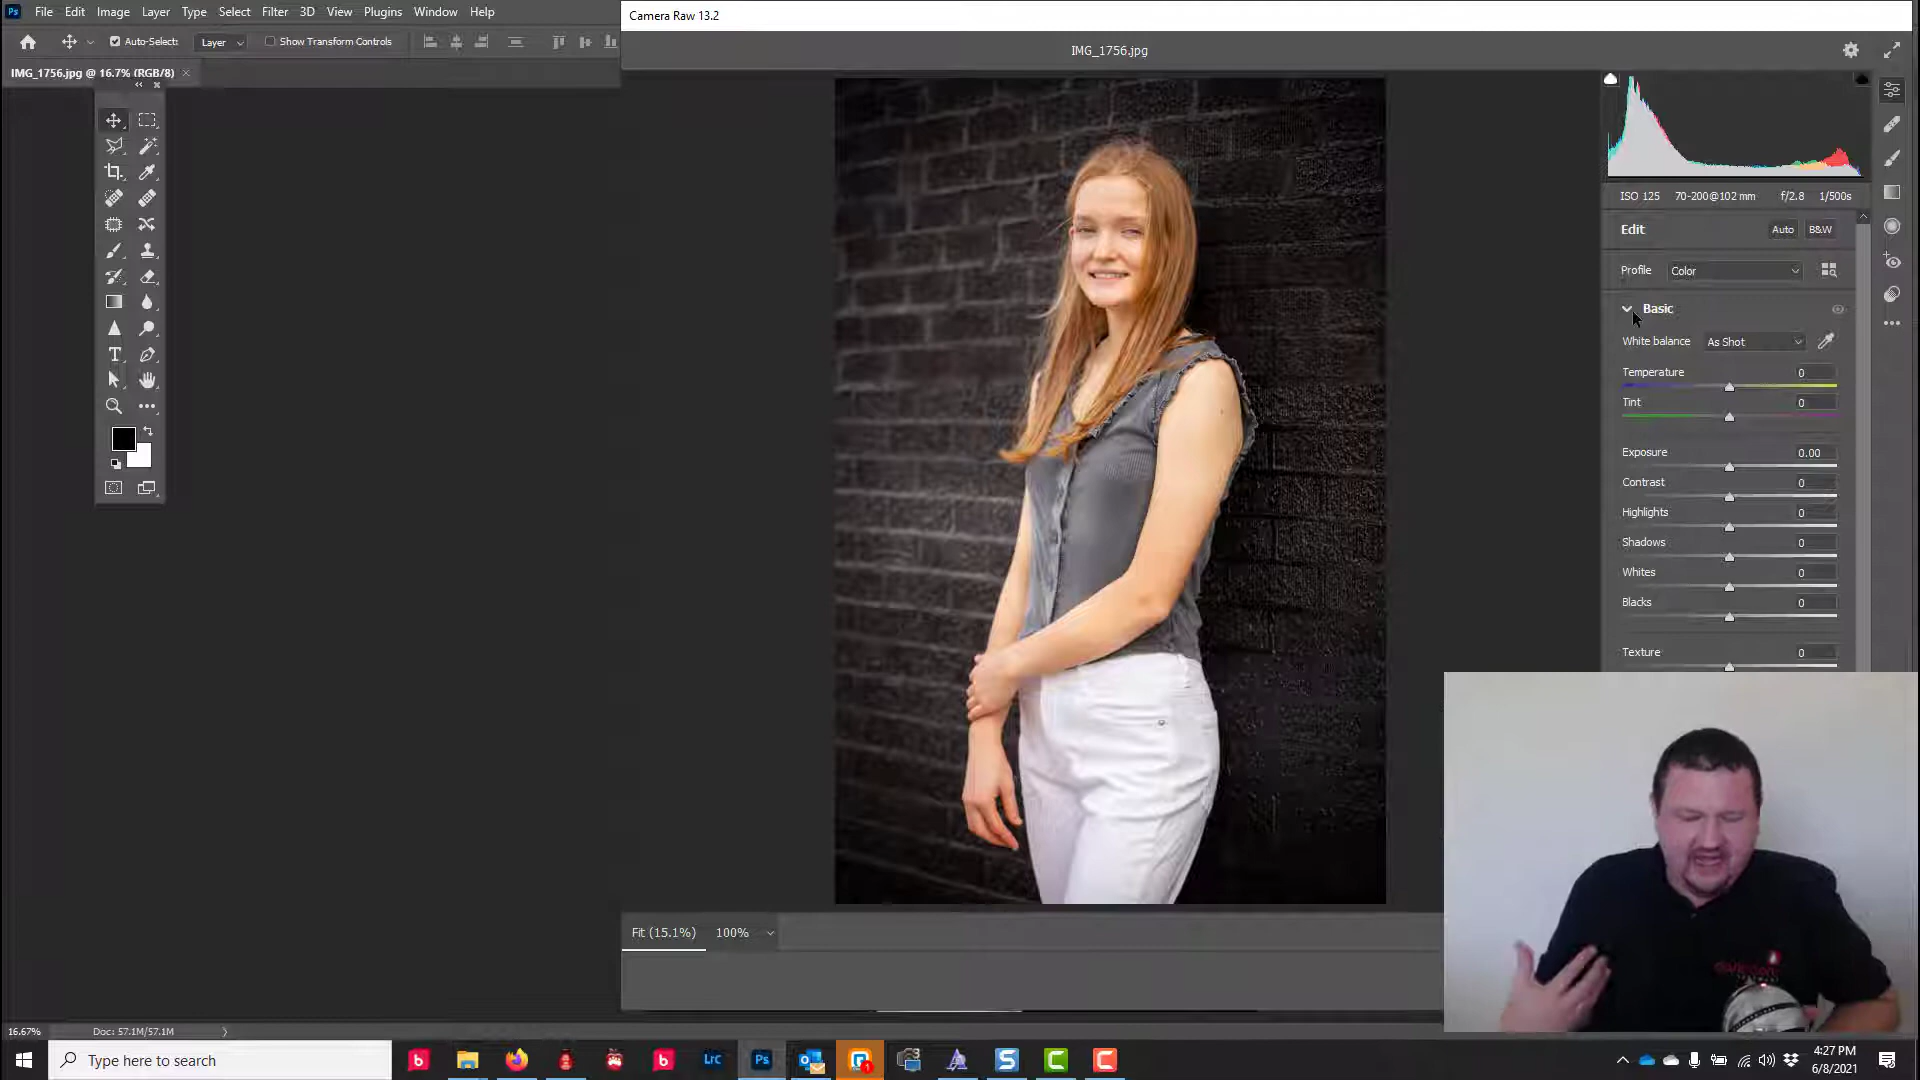 Ps File Edit Image Layer Type Select Filter 3D View Plugins Window Help
Camera Raw 13.2
Auto-Select: Layer Show Transform Controls
IMG_1756.jpg
IMG_1756.jpg @ 16.7% (RGB/8) ×
ISO 125 70-200@102 mm f/2.8 1/500s
Edit Auto B&W
Profile Color
Basic
White balance As Shot
Temperature 0
Tint 0
Exposure 0.00
Contrast 0
Highlights 0
Shadows 0
Whites 0
Blacks 0
Texture 0
Fit (15.1%) 100%
16.67% Doc: 57.1M/57.1M
Type here to search
LrC Ps
4:27 PM
6/8/2021